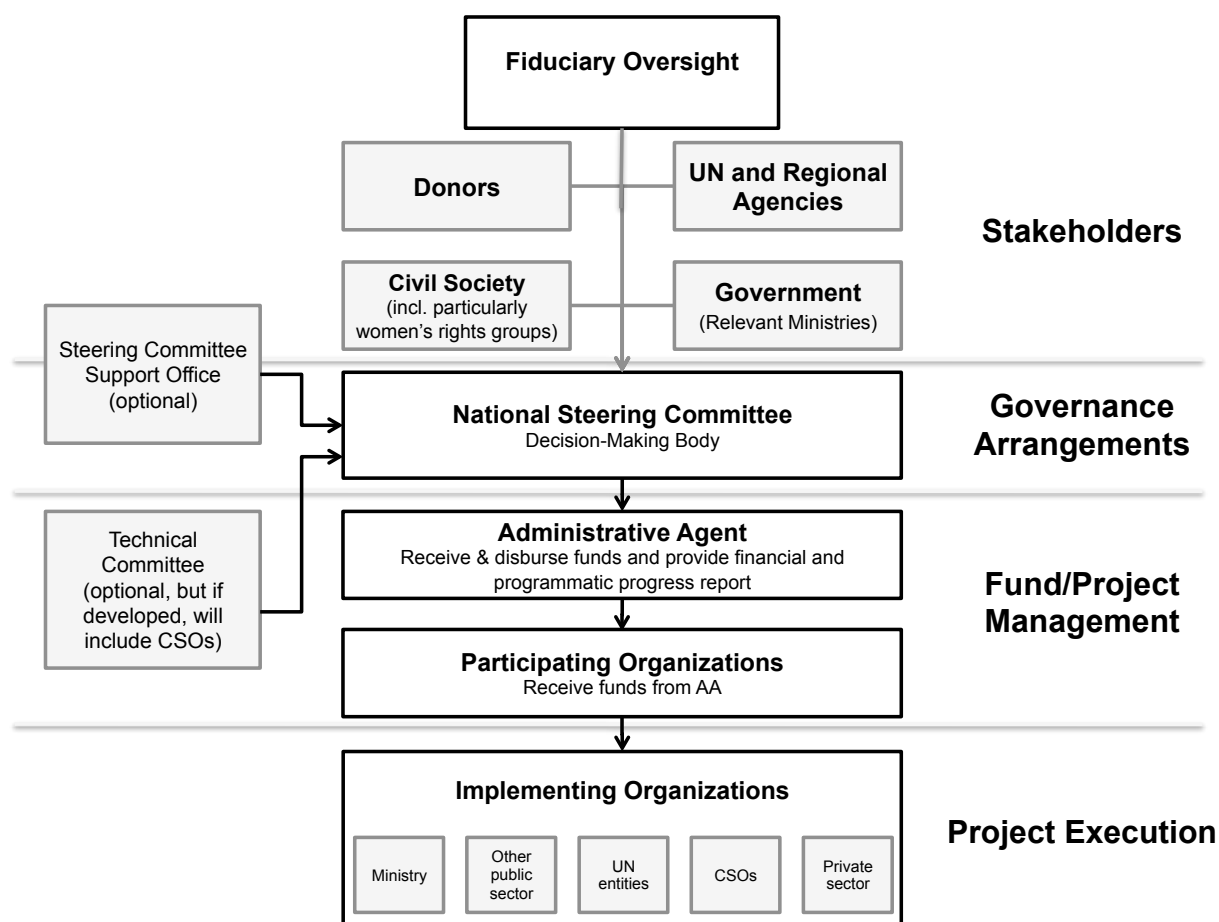 Fiduciary Oversight
Donors
UN and Regional
Agencies
Stakeholders
Civil Society
(incl. particularly
women’s rights groups)
Government
(Relevant Ministries)
Steering Committee
Support Office
(optional)
National Steering Committee
Decision-Making Body
Governance
Arrangements
Technical
Committee
(optional, but if
developed, will
include CSOs)
Administrative Agent
Receive & disburse funds and provide financial and
programmatic progress report
Fund/Project
Management
Participating Organizations
Receive funds from AA
Implementing Organizations
Ministry
Other
public
sector
UN
entities
CSOs
Private
sector
Project Execution